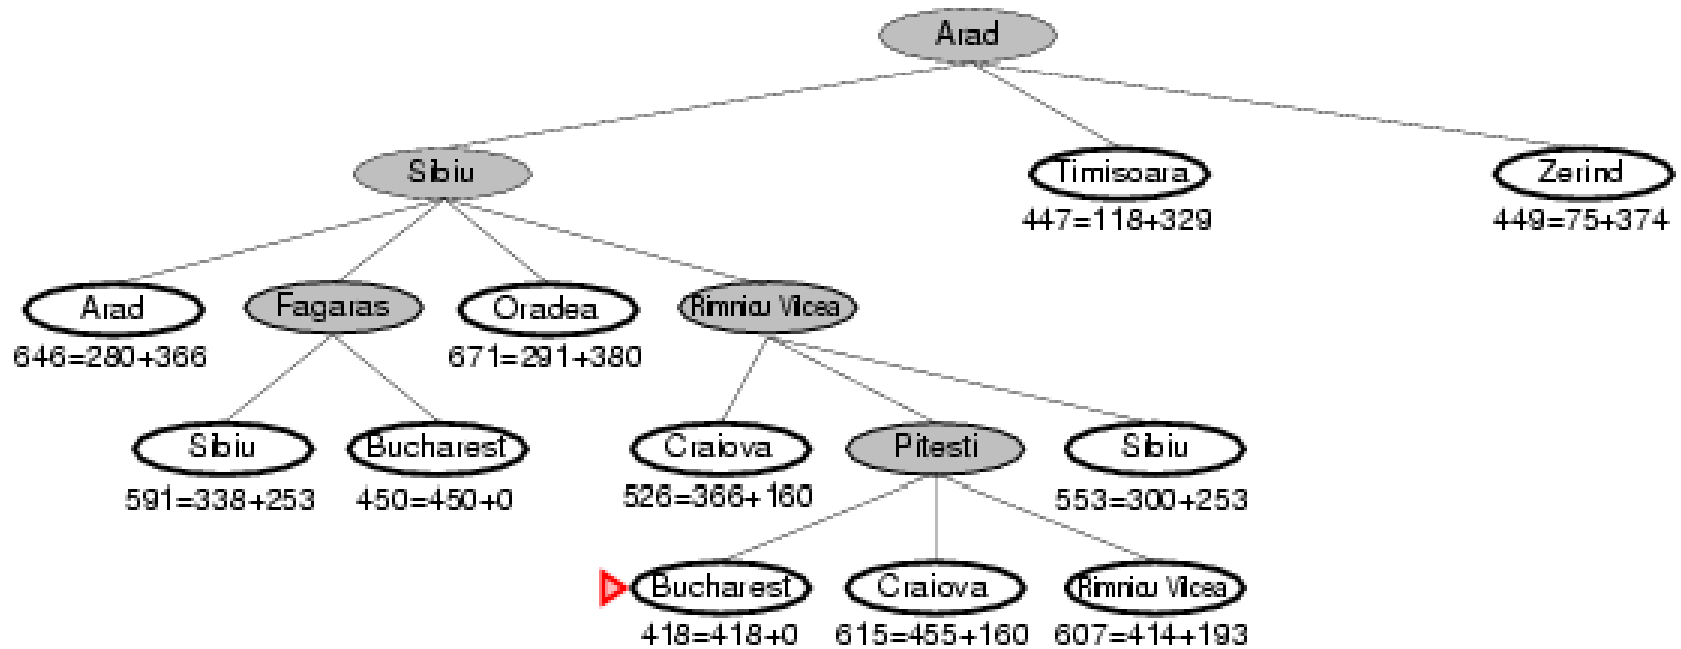 Arad
Sibiu
Timisoara
Zerind
447=118+329
449=75+374
Arad
Fagaras
Oradea
Rimnicu Vilcea
646=280+366
671=291+380
Sibiu
Bucharest
Craiova
Pitesti
Sibiu
591=338+253
450=450+0
526=366+160
553=300+253
Bucharest
Craiova
Rimnicu Vilcea
418=418+0
615=455+160
607=414+193